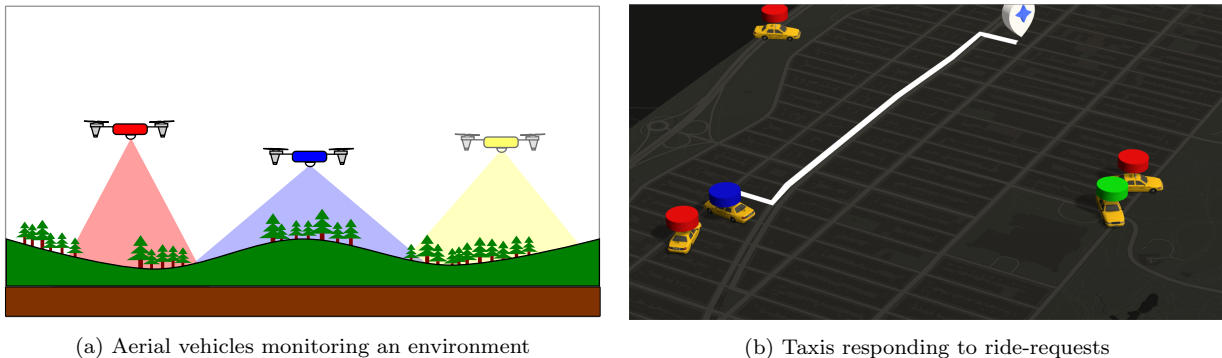 (a) Aerial vehicles monitoring an environment
(b) Taxis responding to ride-requests